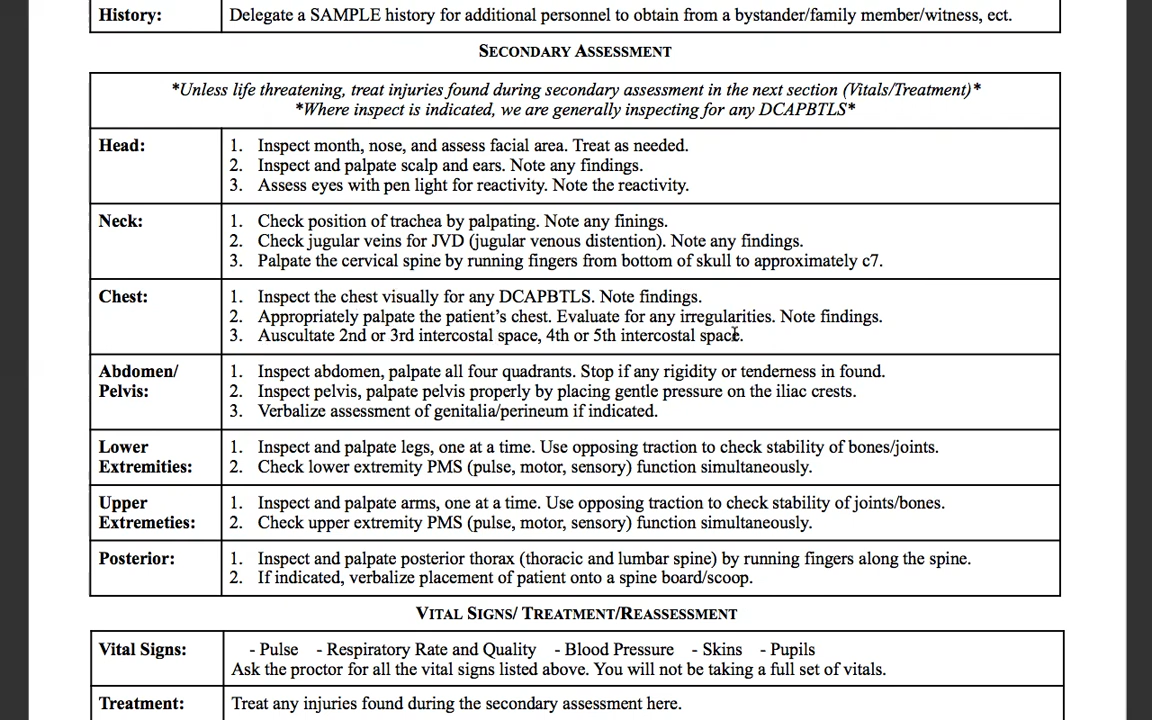 History: Delegate a SAMPLE history for additional personnel to obtain from a bystander/family member/witness, ect.
SECONDARY ASSESSMENT
*Unless life threatening, treat injuries found during secondary assessment in the next section (Vitals/Treatment)*
*Where inspect is indicated, we are generally inspecting for any DCAPBTLS*
Head: 1. Inspect month, nose, and assess facial area. Treat as needed.
2. Inspect and palpate scalp and ears. Note any findings.
3. Assess eyes with pen light for reactivity. Note the reactivity.
Neck: 1. Check position of trachea by palpating. Note any finings.
2. Check jugular veins for JVD (jugular venous distention). Note any findings.
3. Palpate the cervical spine by running fingers from bottom of skull to approximately c7.
Chest: 1. Inspect the chest visually for any DCAPBTLS. Note findings.
2. Appropriately palpate the patient's chest. Evaluate for any irregularities. Note findings.
3. Auscultate 2nd or 3rd intercostal space, 4th or 5th intercostal space.
Abdomen/ 1. Inspect abdomen, palpate all four quadrants. Stop if any rigidity or tenderness in found.
Pelvis: 2. Inspect pelvis, palpate pelvis properly by placing gentle pressure on the iliac crests.
3. Verbalize assessment of genitalia/perineum if indicated.
Lower 1. Inspect and palpate legs, one at a time. Use opposing traction to check stability of bones/joints.
Extremities: 2. Check lower extremity PMS (pulse, motor, sensory) function simultaneously.
Upper 1. Inspect and palpate arms, one at a time. Use opposing traction to check stability of joints/bones.
Extremeties: 2. Check upper extremity PMS (pulse, motor, sensory) function simultaneously.
Posterior: 1. Inspect and palpate posterior thorax (thoracic and lumbar spine) by running fingers along the spine.
2. If indicated, verbalize placement of patient onto a spine board/scoop.
VITAL SIGNS/ TREATMENT/REASSESSMENT
Vital Signs: - Pulse - Respiratory Rate and Quality - Blood Pressure - Skins - Pupils
Ask the proctor for all the vital signs listed above. You will not be taking a full set of vitals.
Treatment: Treat any injuries found during the secondary assessment here.